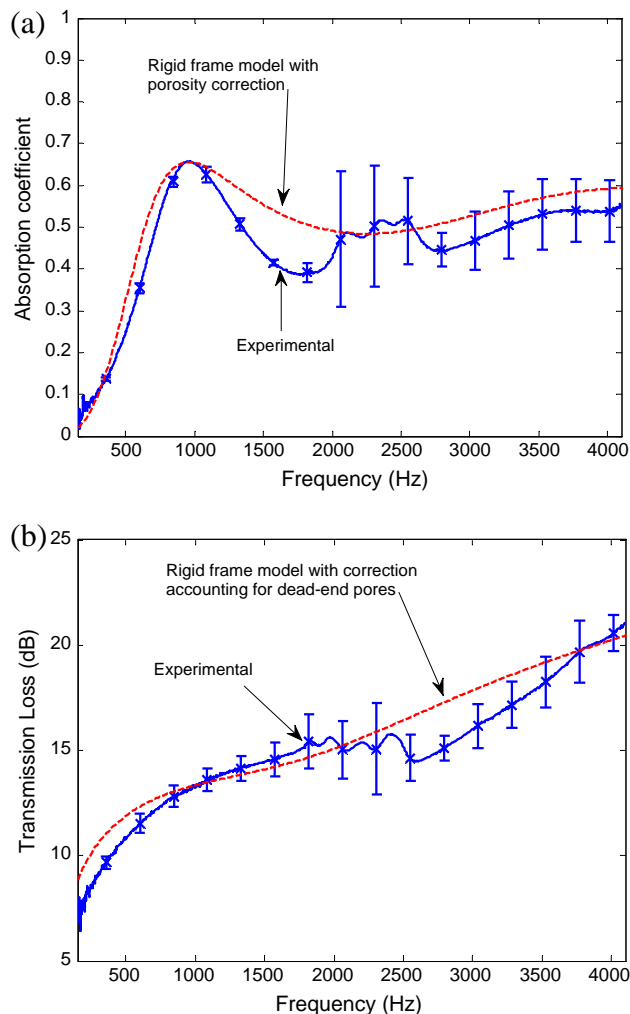 (a)
1
0.9
0.8
0.7
0.6
0.5
0.4
0.3
0.2
0.1
0
Absorption coefficient
Rigid frame model with
porosity correction
Experimental
500 1000 1500 2000 2500 3000 3500 4000
Frequency (Hz)
(b)
25
20
15
10
5
Transmission Loss (dB)
Rigid frame model with correction
accounting for dead-end pores
Experimental
500 1000 1500 2000 2500 3000 3500 4000
Frequency (Hz)